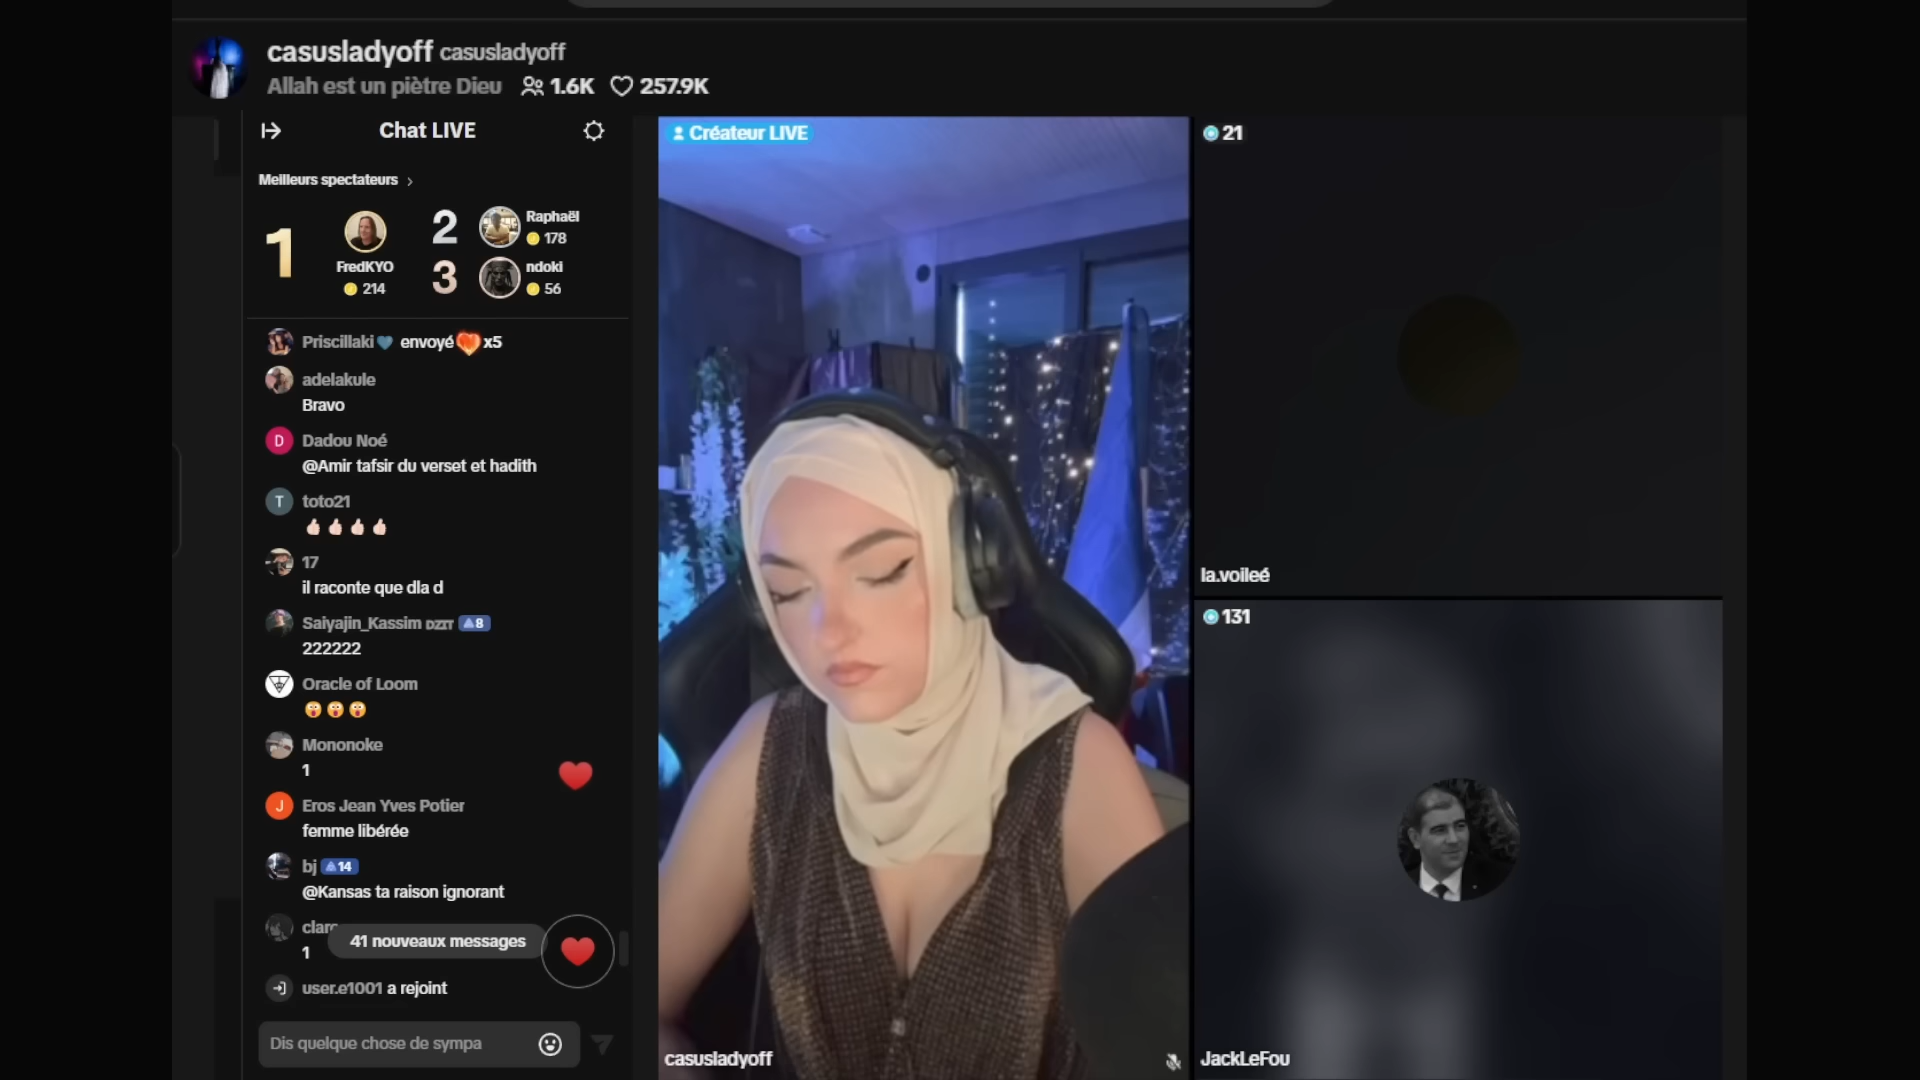 casusladyoff casusladyoff
Allah est un piètre Dieu 1.6K 257.9K
Chat LIVE
Meilleurs spectateurs
1
FredKYO
214
2
Raphaël
178
3
ndoki
56
Priscillaki envoyé x5
adelakule
Bravo
D
Dadou Noé
@Amir tafsir du verset et hadith
T
toto21
17
il raconte que dla d
Saiyajin_Kassim DZXT 8
222222
Oracle of Loom
Mononoke
1
J
Eros Jean Yves Potier
femme libérée
bj 14
@Kansas ta raison ignorant
1
41 nouveaux messages
user.e1001 a rejoint
Dis quelque chose de sympa
Créateur LIVE
casusladyoff
21
la.voileé
131
JackLeFou